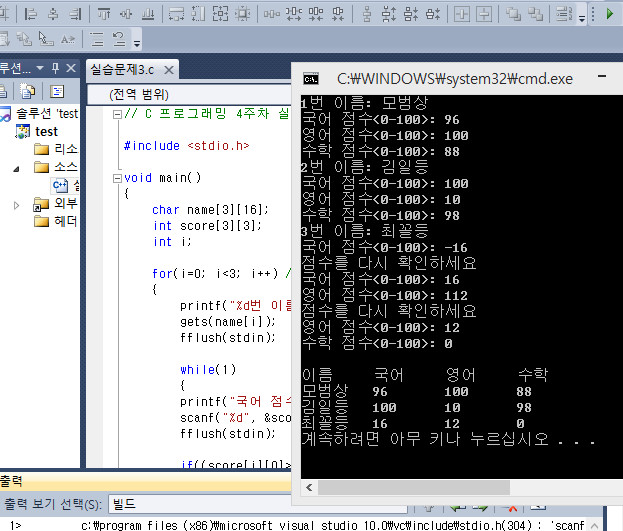 실습문제3.c
C:\WINDOWS\system32\cmd.exe
(전역 범위)
솔루션 'test
test
리소
소스
외부
헤더
// C 프로그래밍 4주차 실
#include <stdio.h>
void main()
{
char name[3][16];
int score[3][3];
int i;
for(i=0; i<3; i++) /
{
printf("%d번 이름
gets(name[i]);
fflush(stdin);
while(1)
{
printf("국어 점수
scanf("%d", &sco
fflush(stdin);
if((score[i][0]>
1번 이름: 모범상
국어 점수<0-100>: 96
영어 점수<0-100>: 100
수학 점수<0-100>: 88
2번 이름: 김일등
국어 점수<0-100>: 100
영어 점수<0-100>: 10
수학 점수<0-100>: 98
3번 이름: 최꼴등
국어 점수<0-100>: -16
점수를 다시 확인하세요
국어 점수<0-100>: 16
영어 점수<0-100>: 112
점수를 다시 확인하세요
영어 점수<0-100>: 12
수학 점수<0-100>: 0
이름 국어 영어 수학
모범상 96 100 88
김일등 100 10 98
최꼴등 16 12 0
계속하려면 아무 키나 누르십시오 . . .
출력
출력 보기 선택(S): 빌드
1> c:\program files (x86)\microsoft visual studio 10.0\vc\include\stdio.h(304) : 'scanf